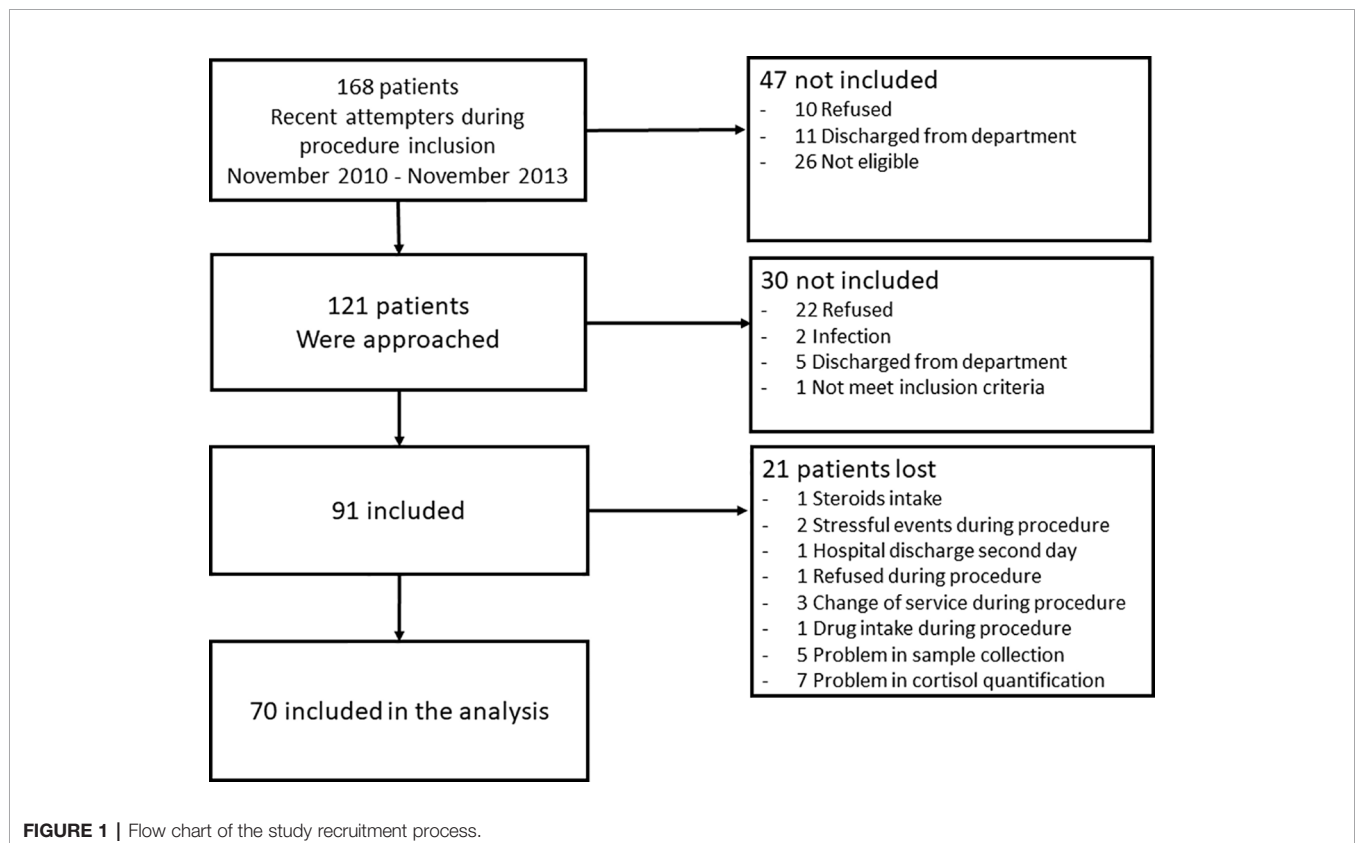 168 patients
Recent attempters during
procedure inclusion
November 2010 - November 2013
47 not included
- 10 Refused
- 11 Discharged from department
- 26 Not eligible
121 patients
Were approached
30 not included
- 22 Refused
- 2 Infection
- 5 Discharged from department
- 1 Not meet inclusion criteria
91 included
21 patients lost
- 1 Steroids intake
- 2 Stressful events during procedure
- 1 Hospital discharge second day
- 1 Refused during procedure
- 3 Change of service during procedure
- 1 Drug intake during procedure
- 5 Problem in sample collection
- 7 Problem in cortisol quantification
70 included in the analysis
FIGURE 1 | Flow chart of the study recruitment process.